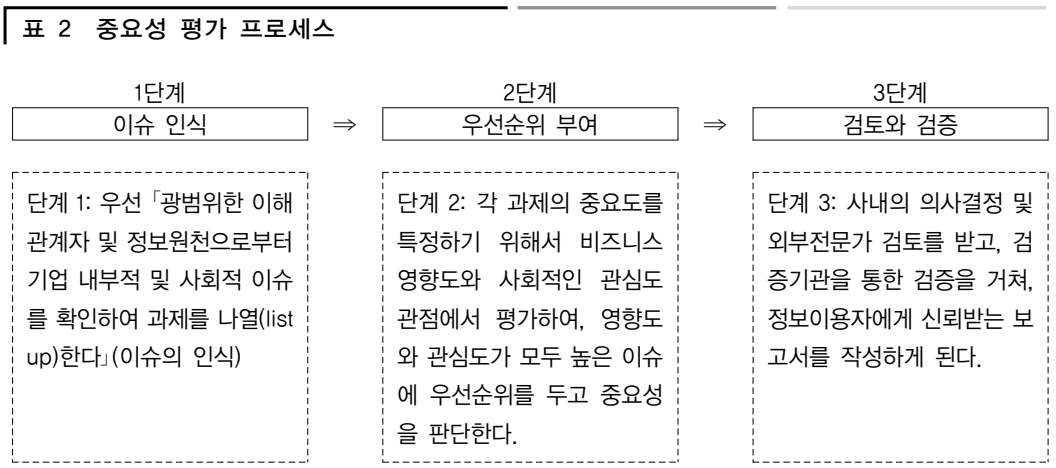 표 2 중요성 평가 프로세스
1단계
이슈 인식
⇒
2단계
우선순위 부여
⇒
3단계
검토와 검증
단계 1: 우선 「광범위한 이해
관계자 및 정보원천으로부터
기업 내부적 및 사회적 이슈
를 확인하여 과제를 나열(list
up)한다」(이슈의 인식)
단계 2: 각 과제의 중요도를
특정하기 위해서 비즈니스
영향도와 사회적인 관심도
관점에서 평가하여, 영향도
와 관심도가 모두 높은 이슈
에 우선순위를 두고 중요성
을 판단한다.
단계 3: 사내의 의사결정 및
외부전문가 검토를 받고, 검
증기관을 통한 검증을 거쳐,
정보이용자에게 신뢰받는 보
고서를 작성하게 된다.